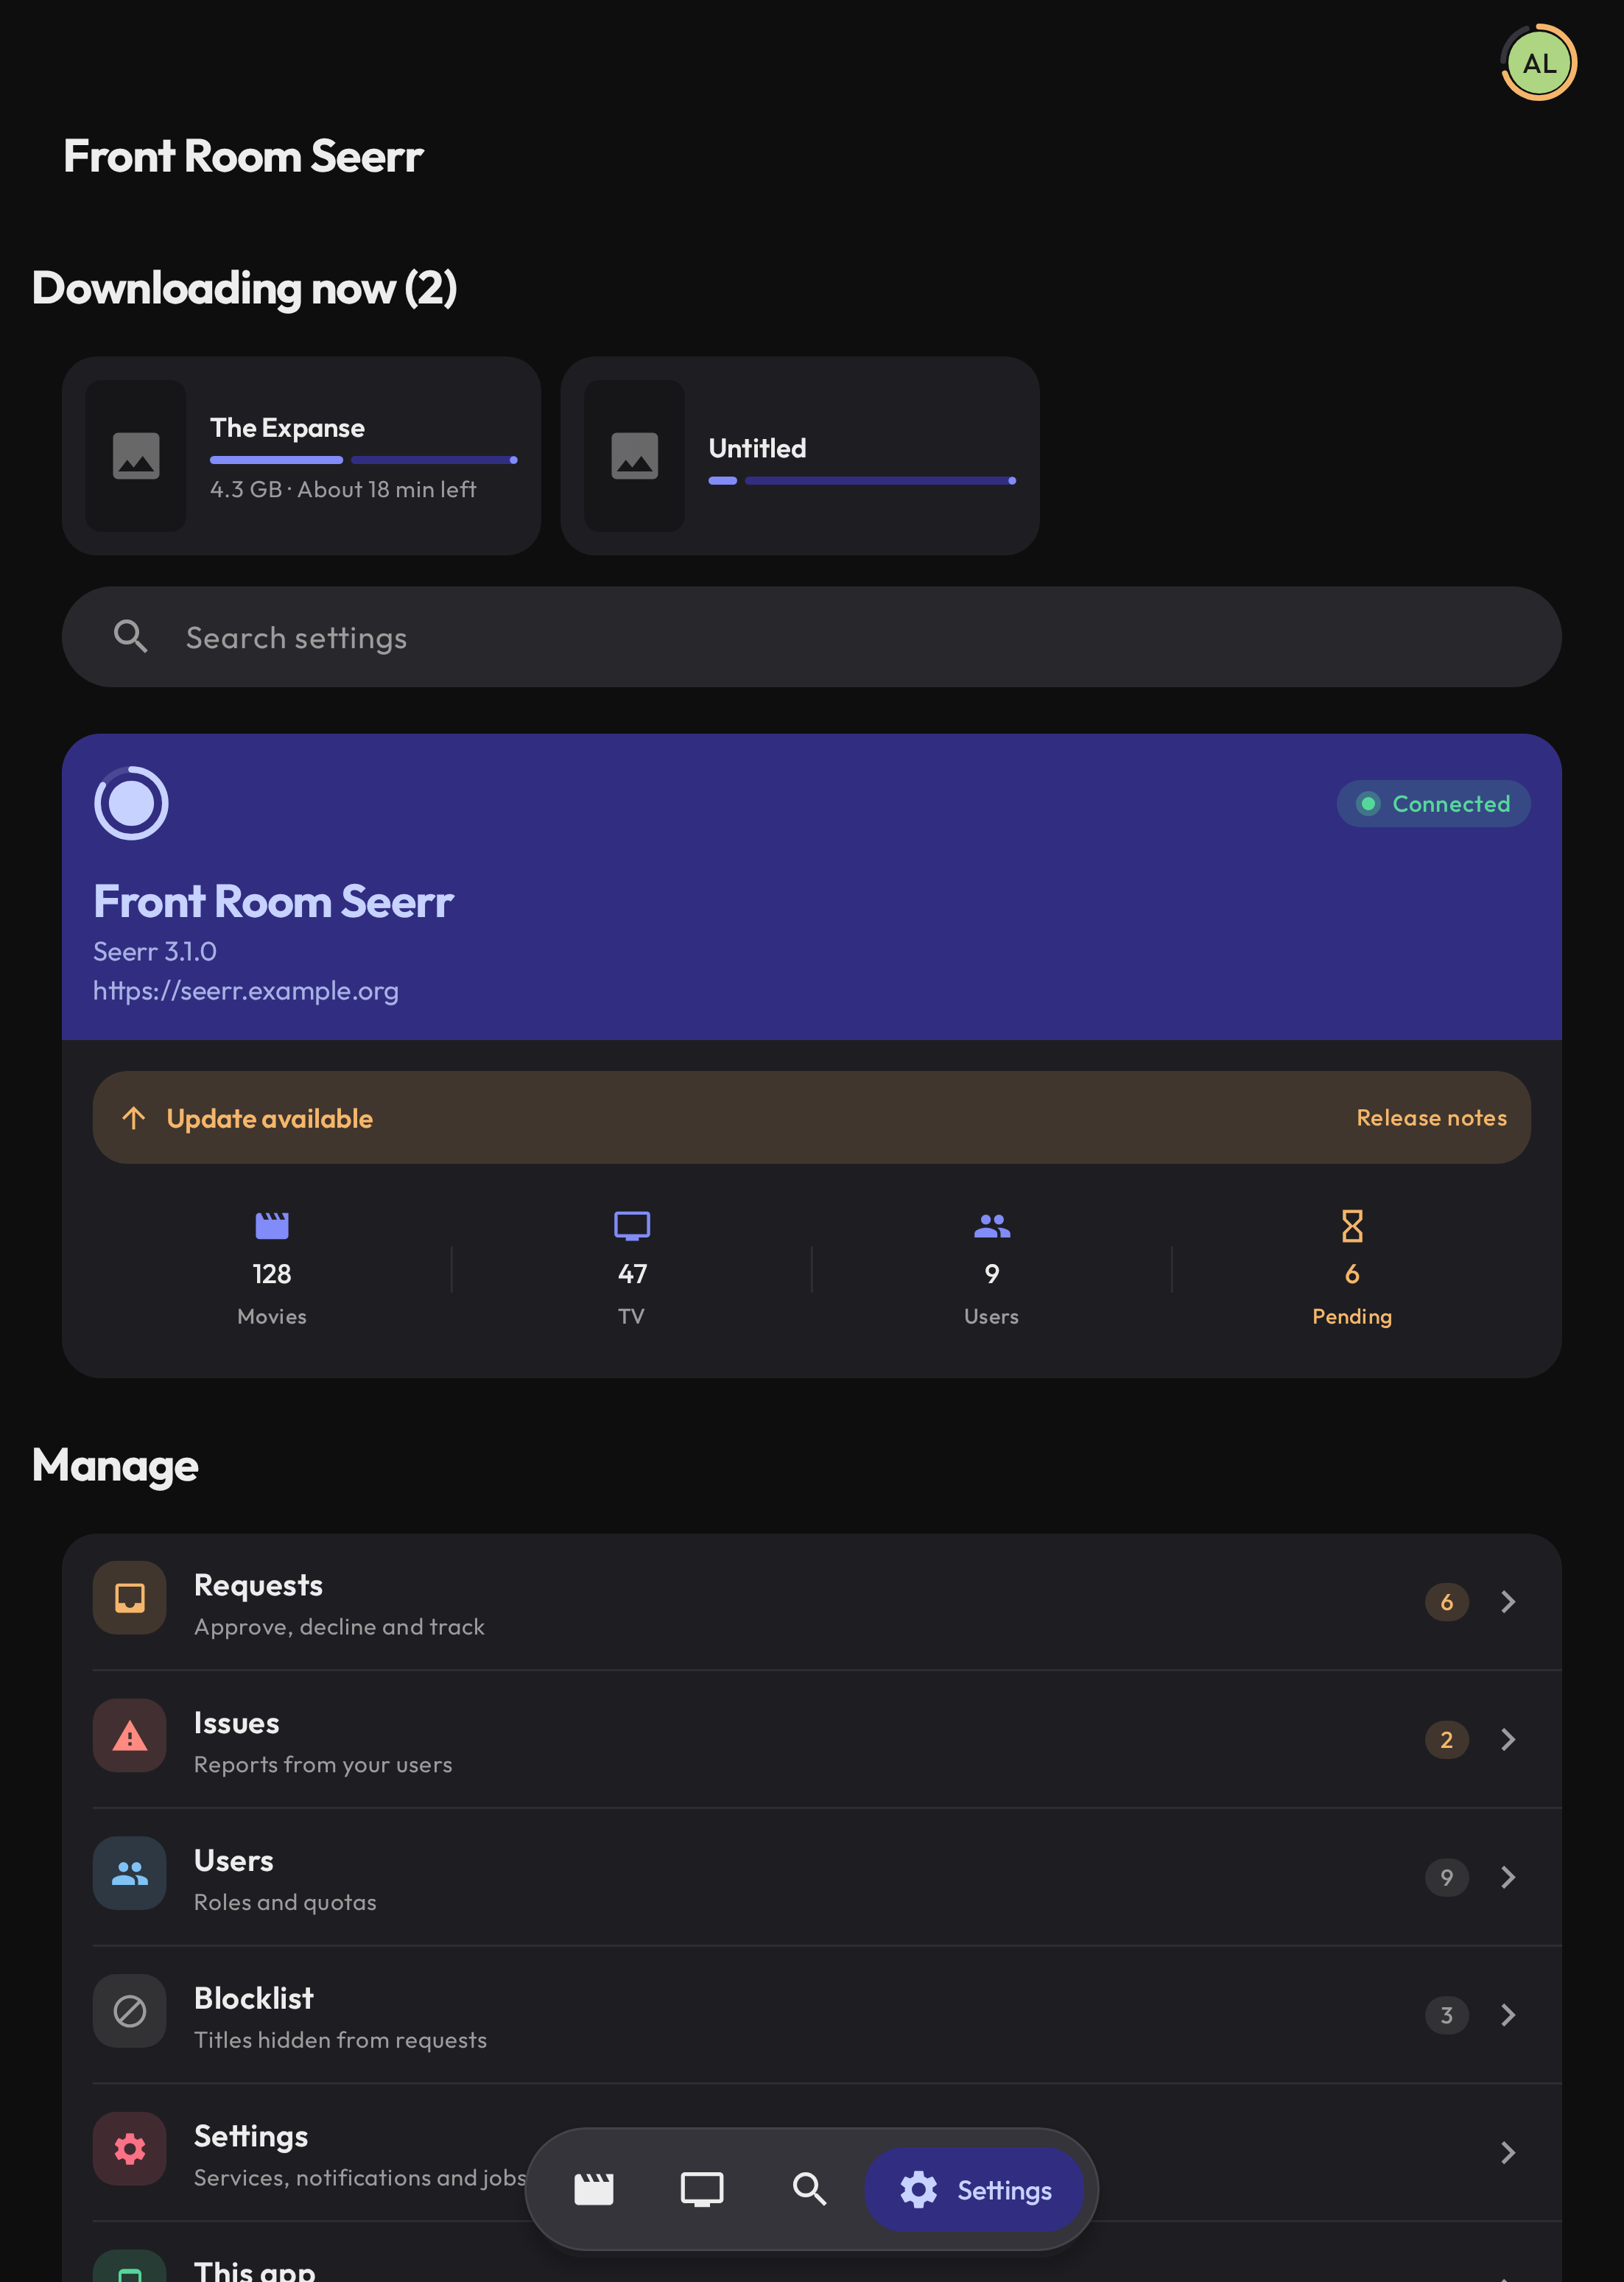 AL
Front Room Seerr
Downloading now (2)
The Expanse
4.3 GB · About 18 min left
Untitled
Search settings
Connected
Front Room Seerr
Seerr 3.1.0
https://seerr.example.org
Update available
Release notes
128
Movies
47
TV
9
Users
6
Pending
Manage
Requests
Approve, decline and track
6
Issues
Reports from your users
2
Users
Roles and quotas
9
Blocklist
Titles hidden from requests
3
Settings
Services, notifications and jobs
Settings
This app